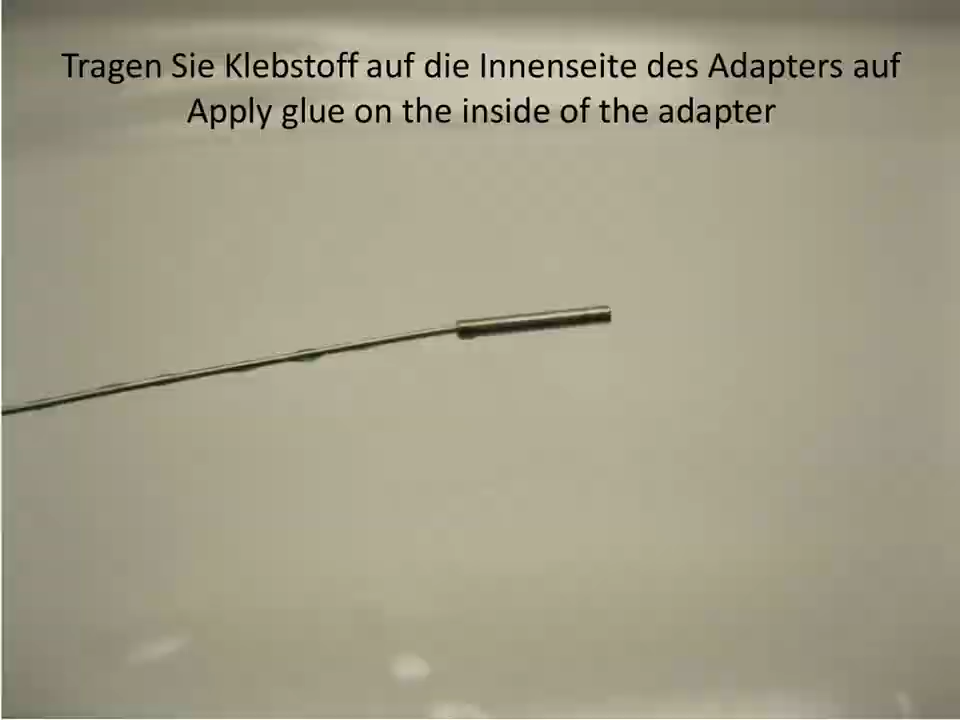 Tragen Sie Klebstoff auf die Innenseite des Adapters auf
Apply glue on the inside of the adapter